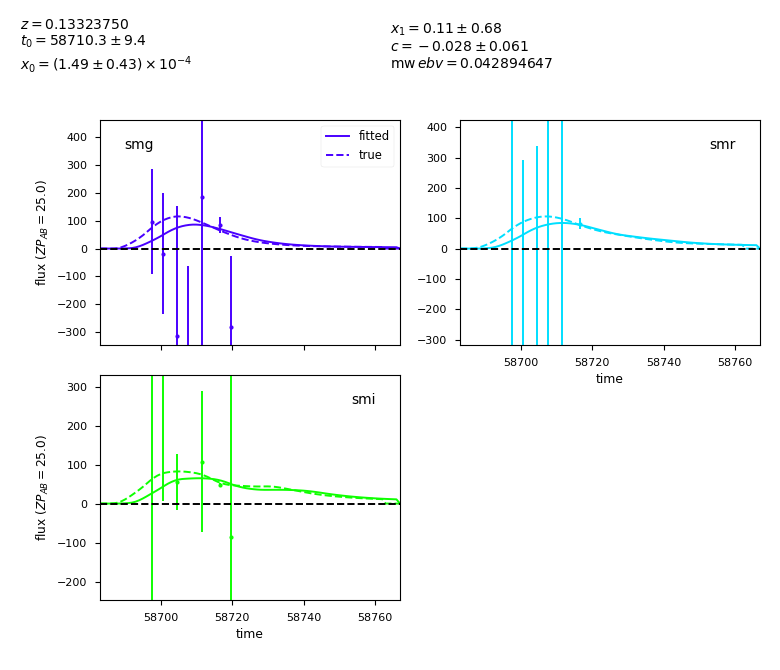 z = 0.13323750
t₀ = 58710.3 ± 9.4
x₀ = (1.49 ± 0.43) × 10⁻⁴
x₁ = 0.11 ± 0.68
c = −0.028 ± 0.061
mw ebv = 0.042894647
smg
fitted
true
flux (ZP_AB = 25.0)
400
300
200
100
0
−100
−200
−300
smr
400
300
200
100
0
−100
−200
−300
58700 58720 58740 58760
time
smi
flux (ZP_AB = 25.0)
300
200
100
0
−100
−200
58700 58720 58740 58760
time